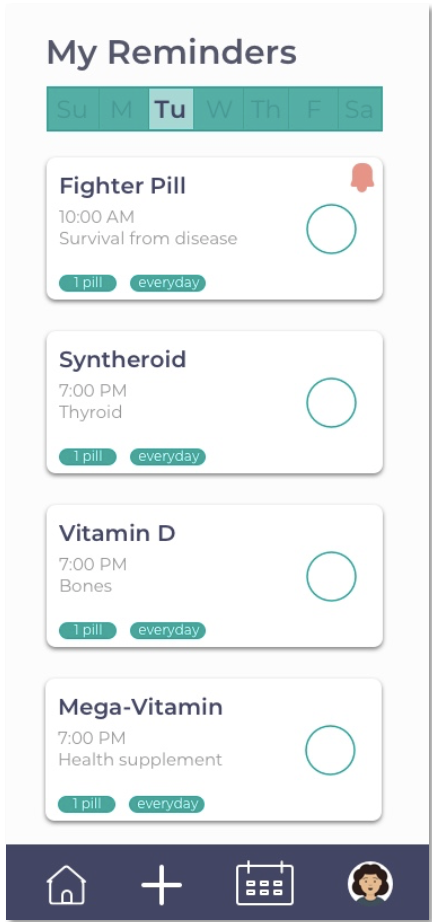 My Reminders
Su M Tu W Th F Sa
Fighter Pill
10:00 AM
Survival from disease
1 pill everyday
Syntheroid
7:00 PM
Thyroid
1 pill everyday
Vitamin D
7:00 PM
Bones
1 pill everyday
Mega-Vitamin
7:00 PM
Health supplement
1 pill everyday